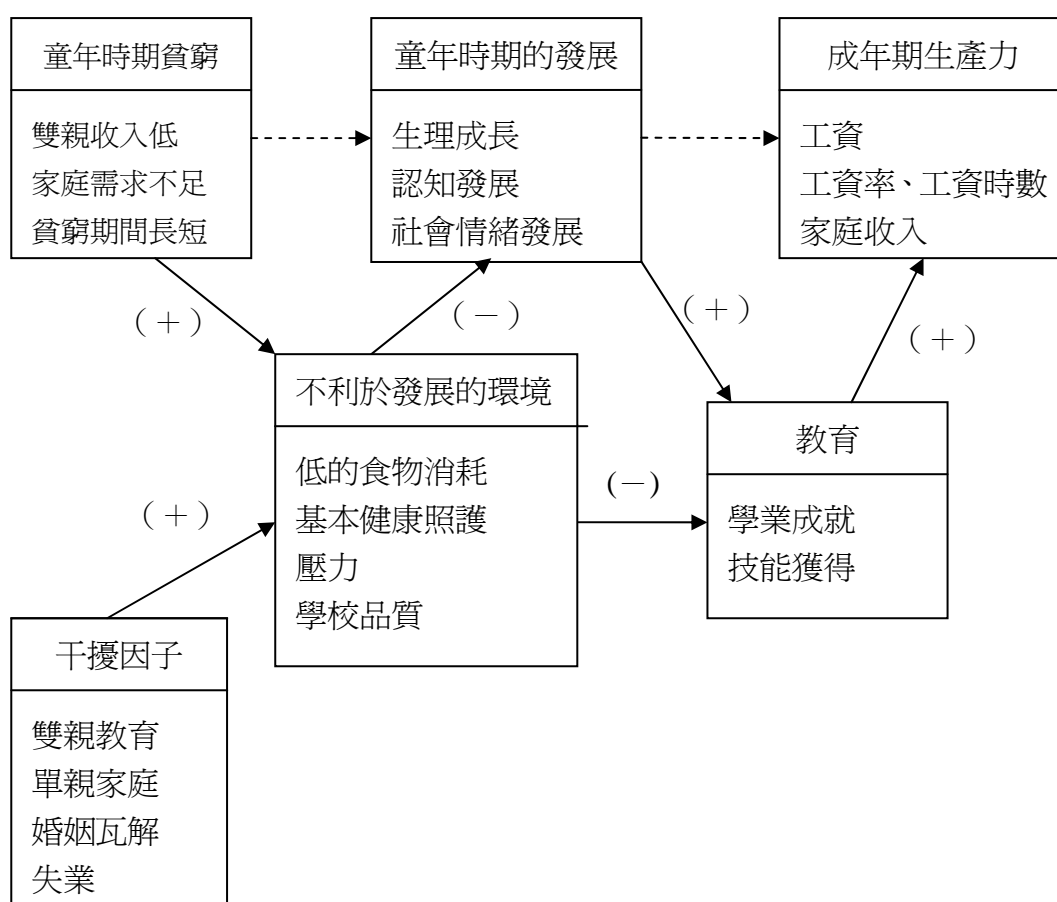 童年時期貧窮
雙親收入低
家庭需求不足
貧窮期間長短
童年時期的發展
生理成長
認知發展
社會情緒發展
成年期生產力
工資
工資率、工資時數
家庭收入
（＋）
（－）
（＋）
（＋）
不利於發展的環境
低的食物消耗
基本健康照護
壓力
學校品質
(－)
教育
學業成就
技能獲得
（＋）
干擾因子
雙親教育
單親家庭
婚姻瓦解
失業